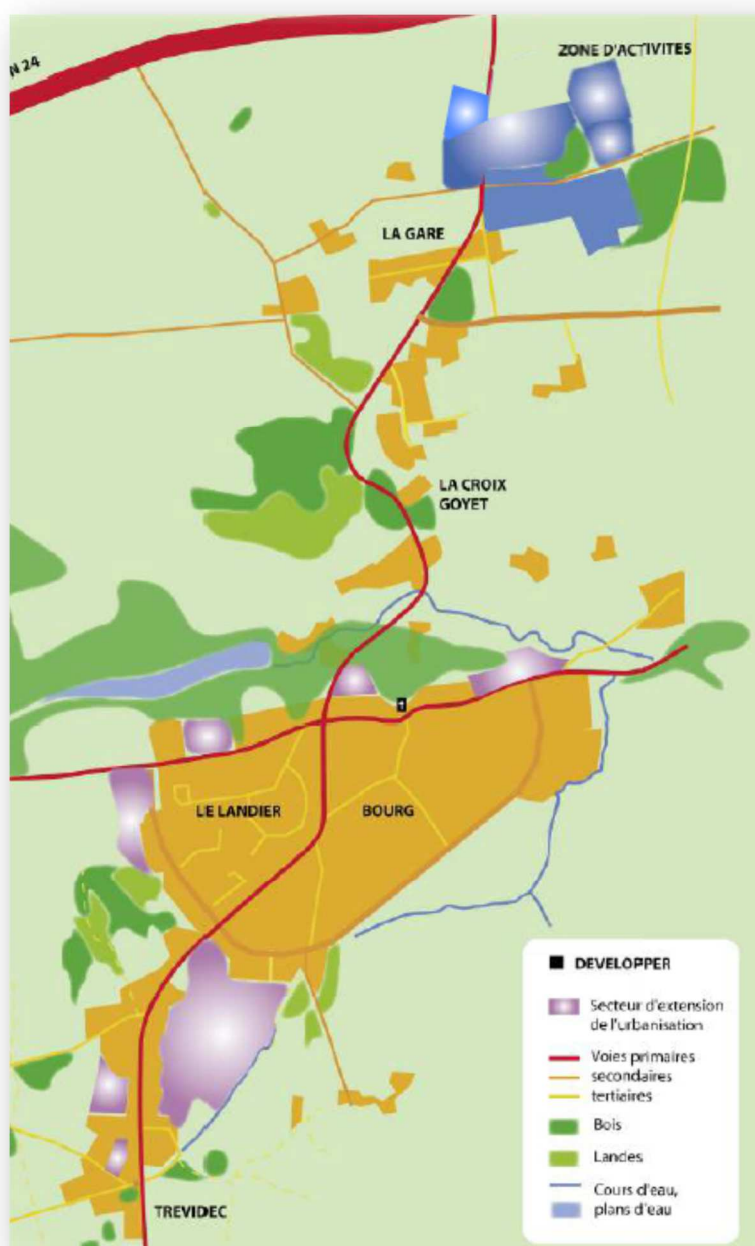 N 24
ZONE D'ACTIVITES
LA GARE
LA CROIX
GOYET
LE LANDIER
BOURG
TREVIDEC
DEVELOPPER
Secteur d'extension
de l'urbanisation
Voies primaires
secondaires
tertiaires
Bois
Landes
Cours d'eau,
plans d'eau